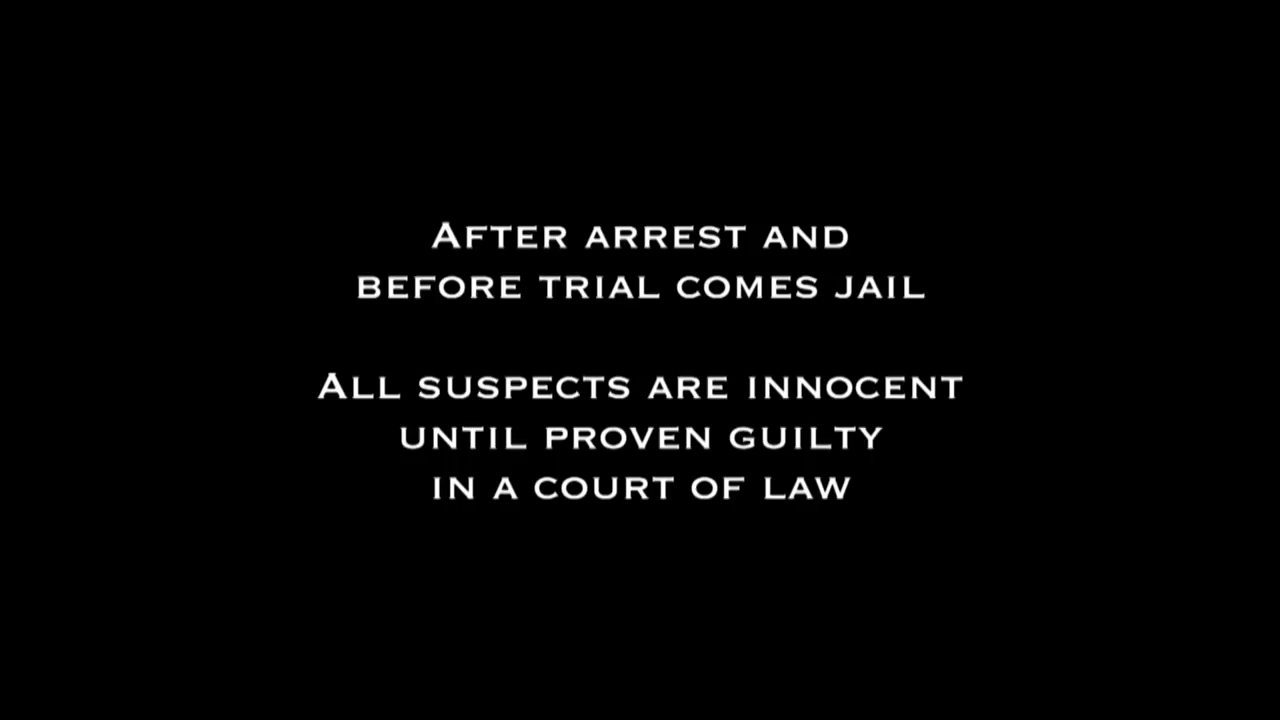 After arrest and
before trial comes jail
All suspects are innocent
until proven guilty
in a court of law